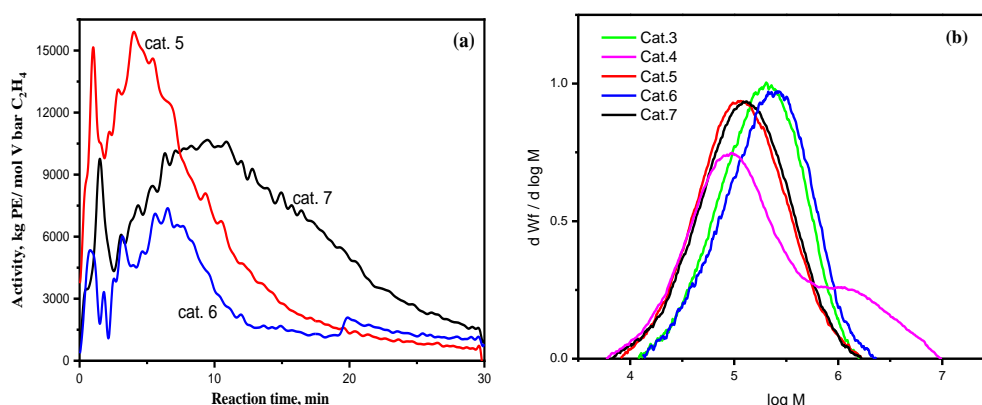 (a)
cat. 5
cat. 7
cat. 6
15000
12000
9000
6000
3000
0
Activity, kg PE/ mol V bar C₂H₄
0 10 20 30
Reaction time, min
(b)
Cat.3
Cat.4
Cat.5
Cat.6
Cat.7
1.0
0.5
0.0
d Wf / d log M
4 5 6 7
log M